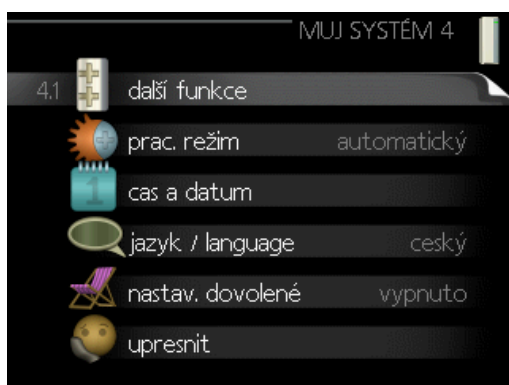 MUJ SYSTÉM 4
4.1 další funkce
prac. režim automatický
cas a datum
jazyk / language ceský
nastav. dovolené vypnuto
upresnit